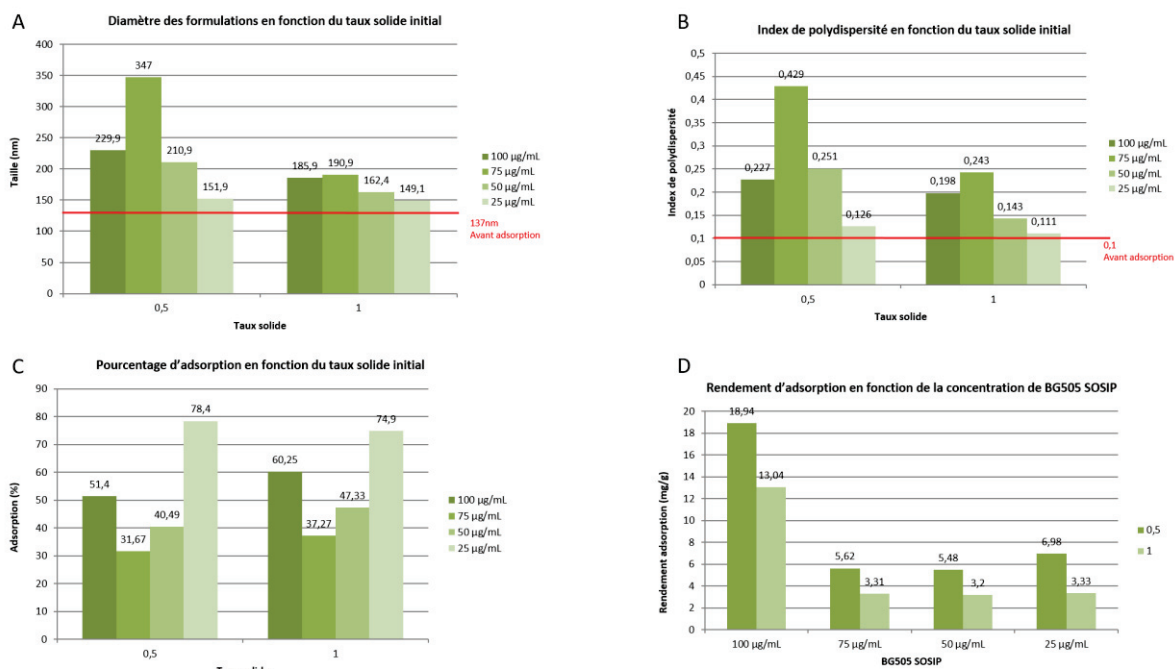 A
Diamètre des formulations en fonction du taux solide initial
400
350
300
250
200
150
100
50
0
Taille (nm)
229,9
347
210,9
151,9
185,9
190,9
162,4
149,1
0,5
1
Taux solide
100 µg/mL
75 µg/mL
50 µg/mL
25 µg/mL
137nm
Avant adsorption
B
Index de polydispersité en fonction du taux solide initial
0,5
0,45
0,4
0,35
0,3
0,25
0,2
0,15
0,1
0,05
0
Index de polydispersité
0,227
0,429
0,251
0,126
0,198
0,243
0,143
0,111
0,5
1
Taux solide
100 µg/mL
75 µg/mL
50 µg/mL
25 µg/mL
0,1
Avant adsorption
C
Pourcentage d'adsorption en fonction du taux solide initial
90
80
70
60
50
40
30
20
10
0
Adsorption (%)
51,4
31,67
40,49
78,4
60,25
37,27
47,33
74,9
0,5
1
100 µg/mL
75 µg/mL
50 µg/mL
25 µg/mL
D
Rendement d'adsorption en fonction de la concentration de BG505 SOSIP
20
18
16
14
12
10
8
6
4
2
0
Rendement adsorption (mg/g)
18,94
13,04
5,62
3,31
5,48
3,2
6,98
3,33
100 µg/mL
75 µg/mL
50 µg/mL
25 µg/mL
BG505 SOSIP
0,5
1